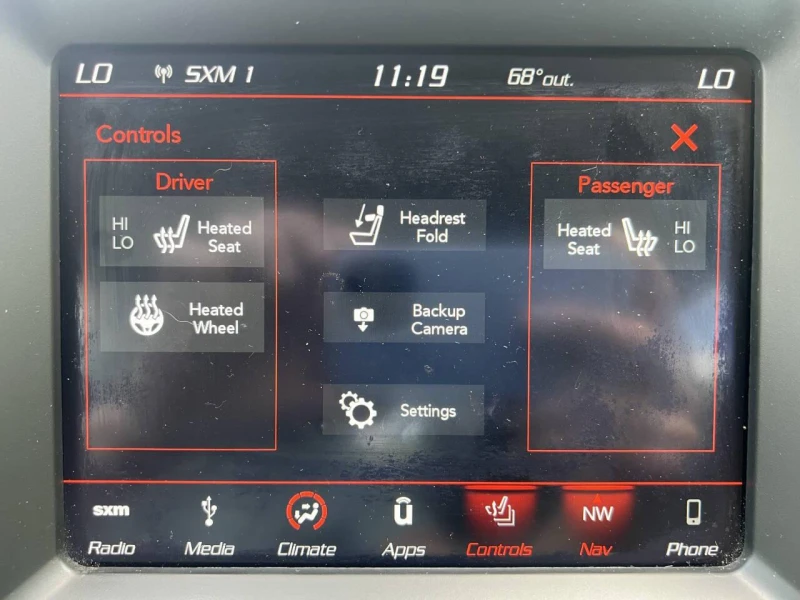 LO SXM 1 11:19 68° out. LO
Controls
Driver
HI
LO
Heated
Seat
Heated
Wheel
Headrest
Fold
Backup
Camera
Settings
Passenger
Heated
Seat
HI
LO
sxm
Radio
Media
Climate
Apps
Controls
NW
Nav
Phone